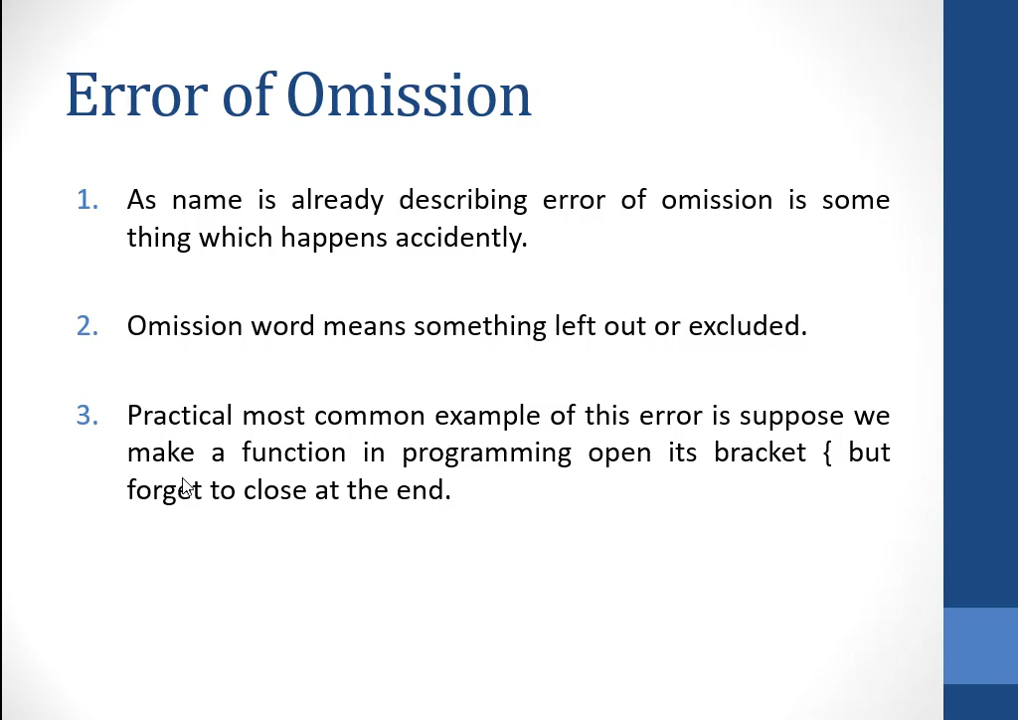 Error of Omission
1. As name is already describing error of omission is some
thing which happens accidently.
2. Omission word means something left out or excluded.
3. Practical most common example of this error is suppose we
make a function in programming open its bracket { but
forget to close at the end.